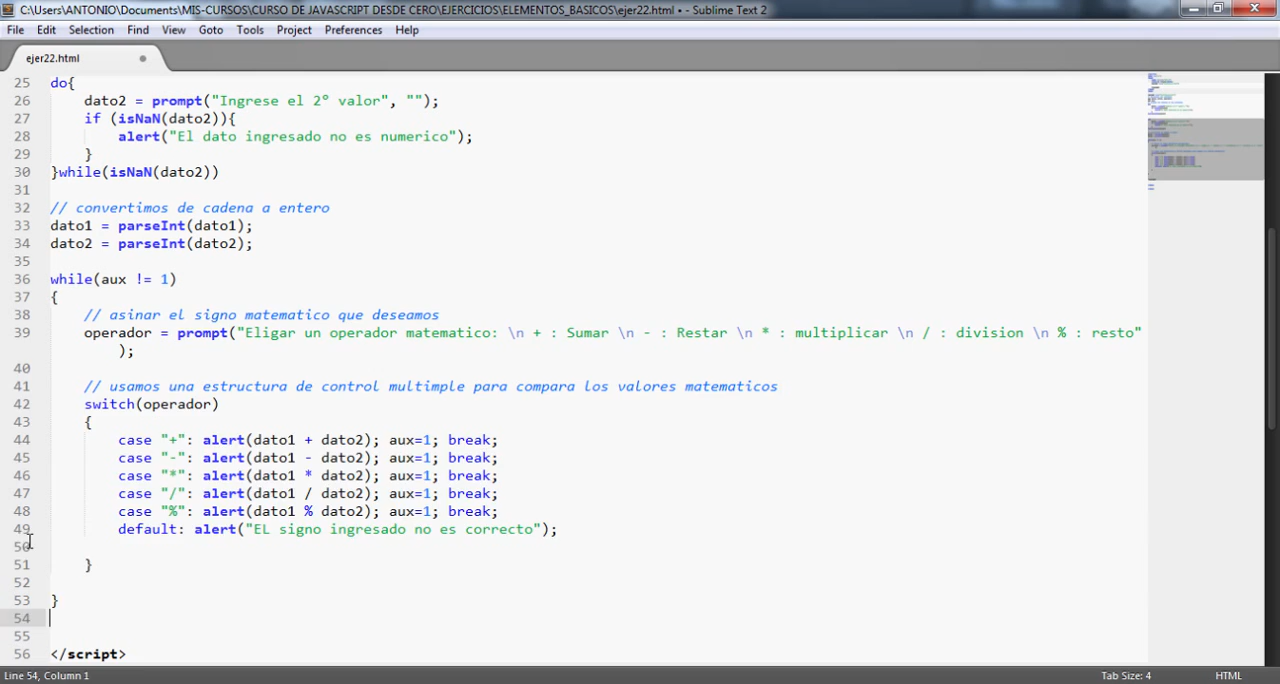 C:\Users\ANTONIO\Documents\MIS-CURSOS\CURSO DE JAVASCRIPT DESDE CERO\EJERCICIOS\ELEMENTOS_BASICOS\ejer22.html • - Sublime Text 2
File Edit Selection Find View Goto Tools Project Preferences Help
ejer22.html
25 do{
26 dato2 = prompt("Ingrese el 2º valor", "");
27 if (isNaN(dato2)){
28 alert("El dato ingresado no es numerico");
29 }
30 }while(isNaN(dato2))
31
32 // convertimos de cadena a entero
33 dato1 = parseInt(dato1);
34 dato2 = parseInt(dato2);
35
36 while(aux != 1)
37 {
38 // asinar el signo matematico que deseamos
39 operador = prompt("Eligar un operador matematico: \n + : Sumar \n - : Restar \n * : multiplicar \n / : division \n % : resto"
);
40
41 // usamos una estructura de control multimple para compara los valores matematicos
42 switch(operador)
43 {
44 case "+": alert(dato1 + dato2); aux=1; break;
45 case "-": alert(dato1 - dato2); aux=1; break;
46 case "*": alert(dato1 * dato2); aux=1; break;
47 case "/": alert(dato1 / dato2); aux=1; break;
48 case "%": alert(dato1 % dato2); aux=1; break;
49 default: alert("EL signo ingresado no es correcto");
50
51 }
52
53 }
54
55
56 </script>
Line 54, Column 1 Tab Size: 4 HTML